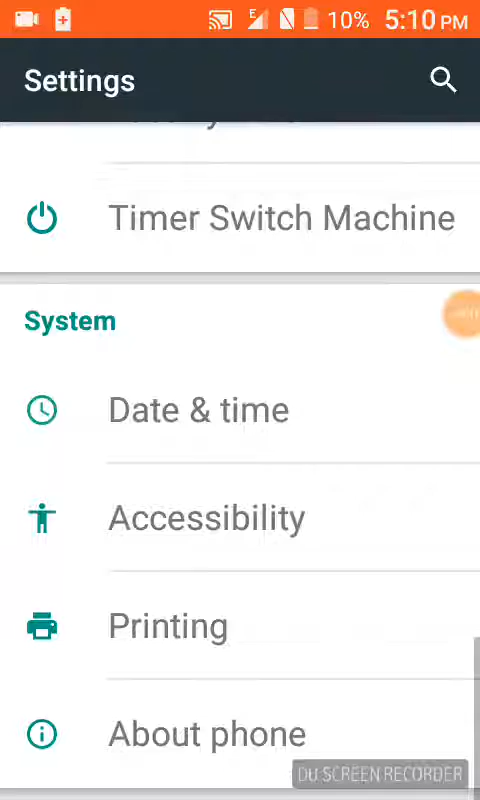 E 10% 5:10 PM
Settings
Timer Switch Machine
System
Date & time
Accessibility
Printing
About phone
DU SCREEN RECORDER